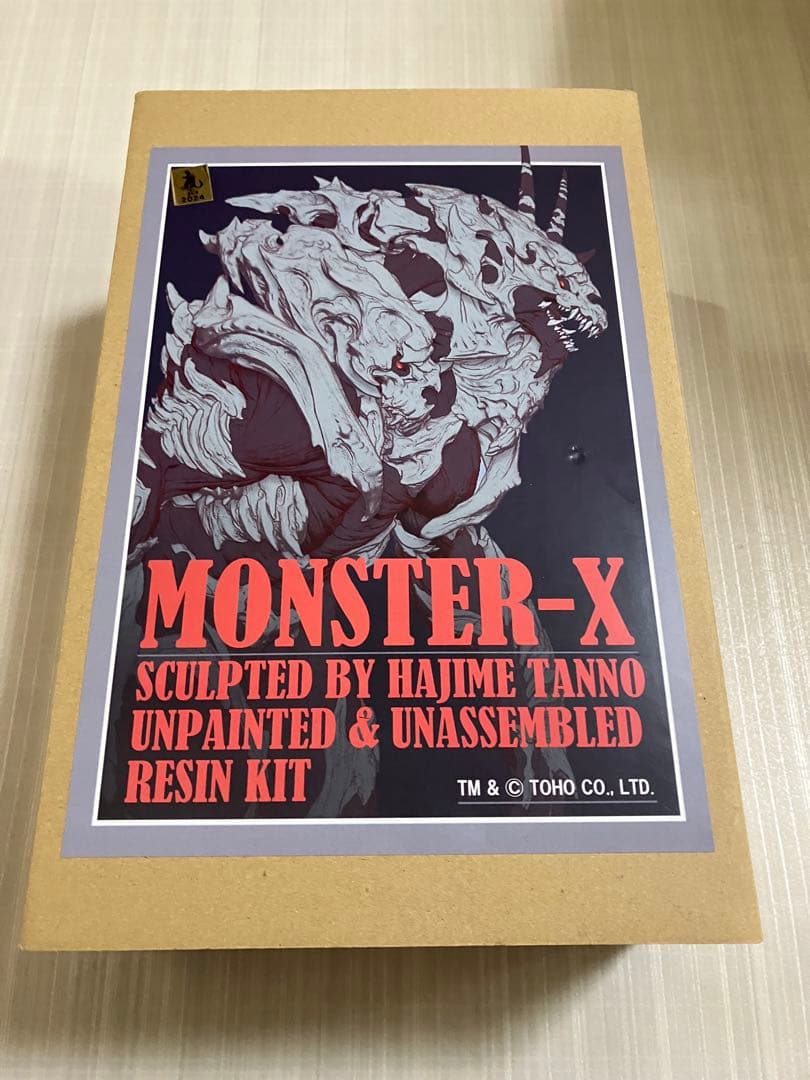 2024
MONSTER-X
SCULPTED BY HAJIME TANNO
UNPAINTED & UNASSEMBLED
RESIN KIT
TM & © TOHO CO., LTD.